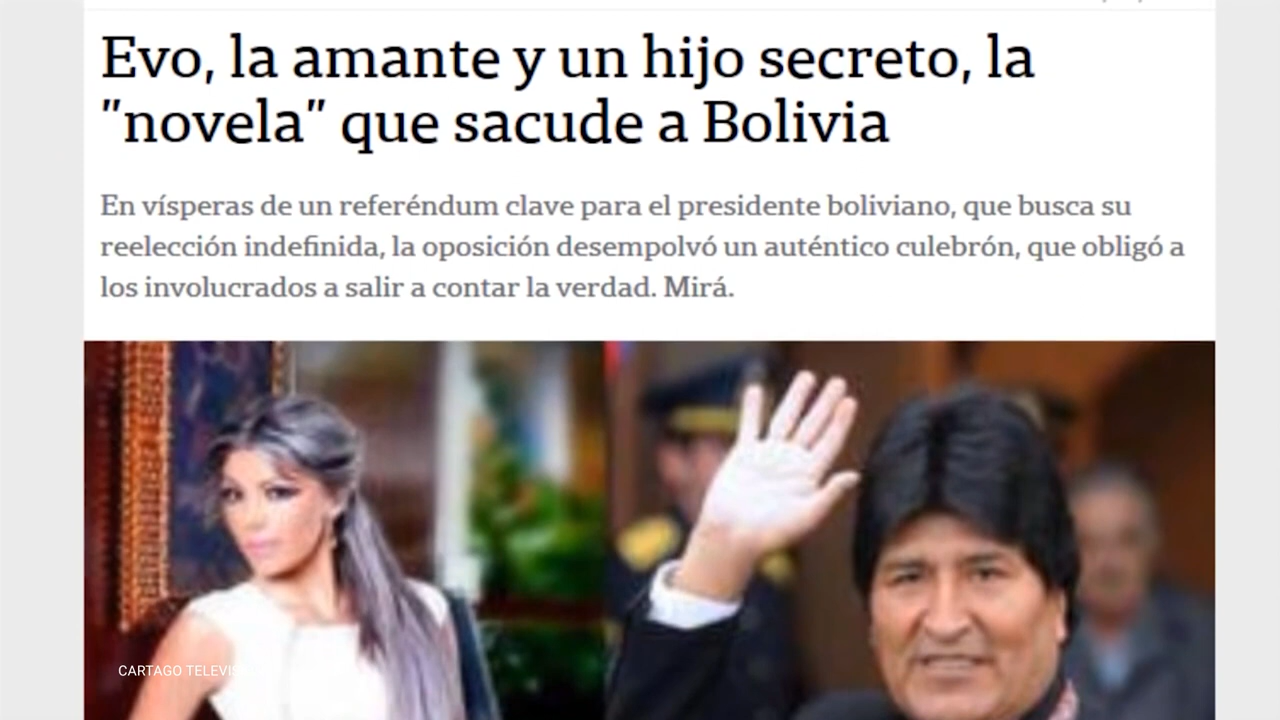 Evo, la amante y un hijo secreto, la
"novela" que sacude a Bolivia
En vísperas de un referéndum clave para el presidente boliviano, que busca su
reelección indefinida, la oposición desempolvó un auténtico culebrón, que obligó a
los involucrados a salir a contar la verdad. Mirá.
CARTAGO